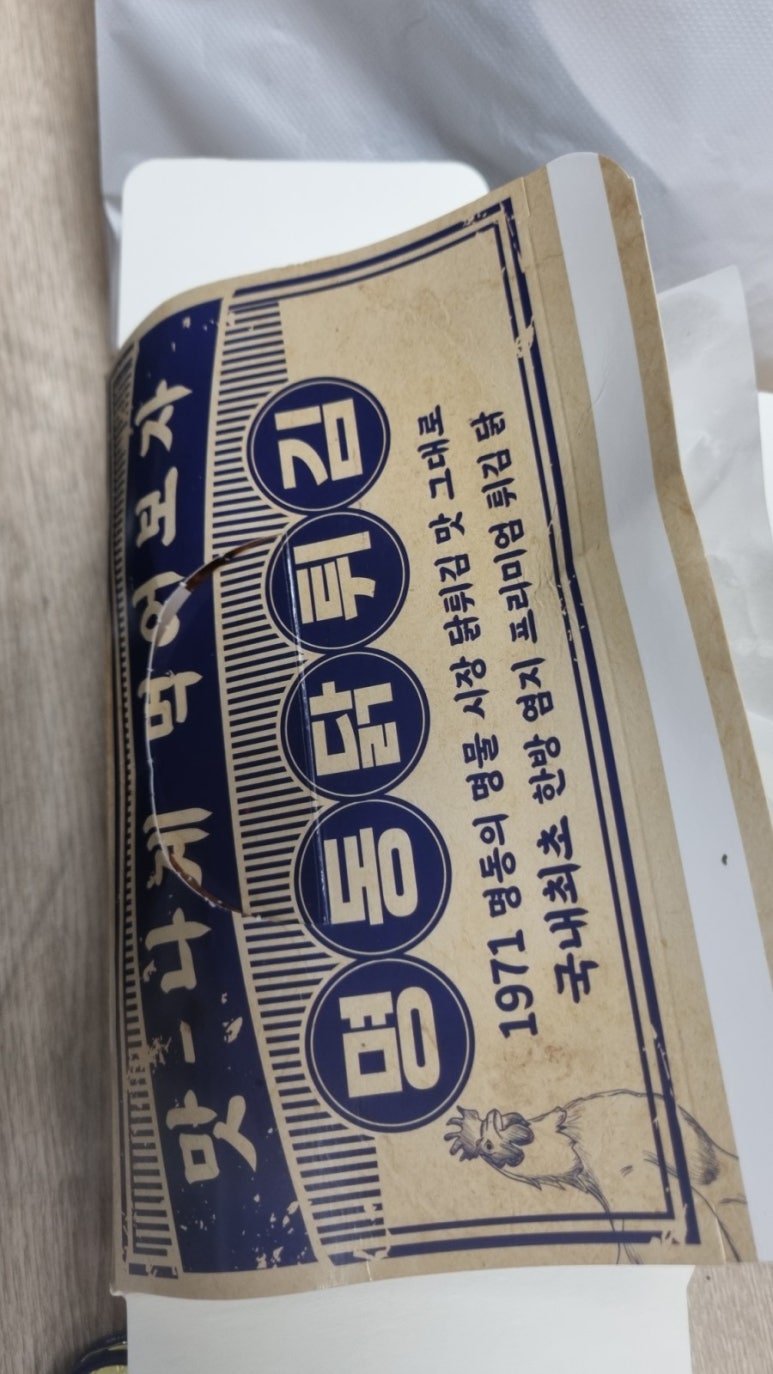 맛-나게 먹어보자
명동닭튀김
1971 명동의 명물 시장 닭튀김 맛 그대로
국내최초 한방 염지 프리미엄 튀김 닭